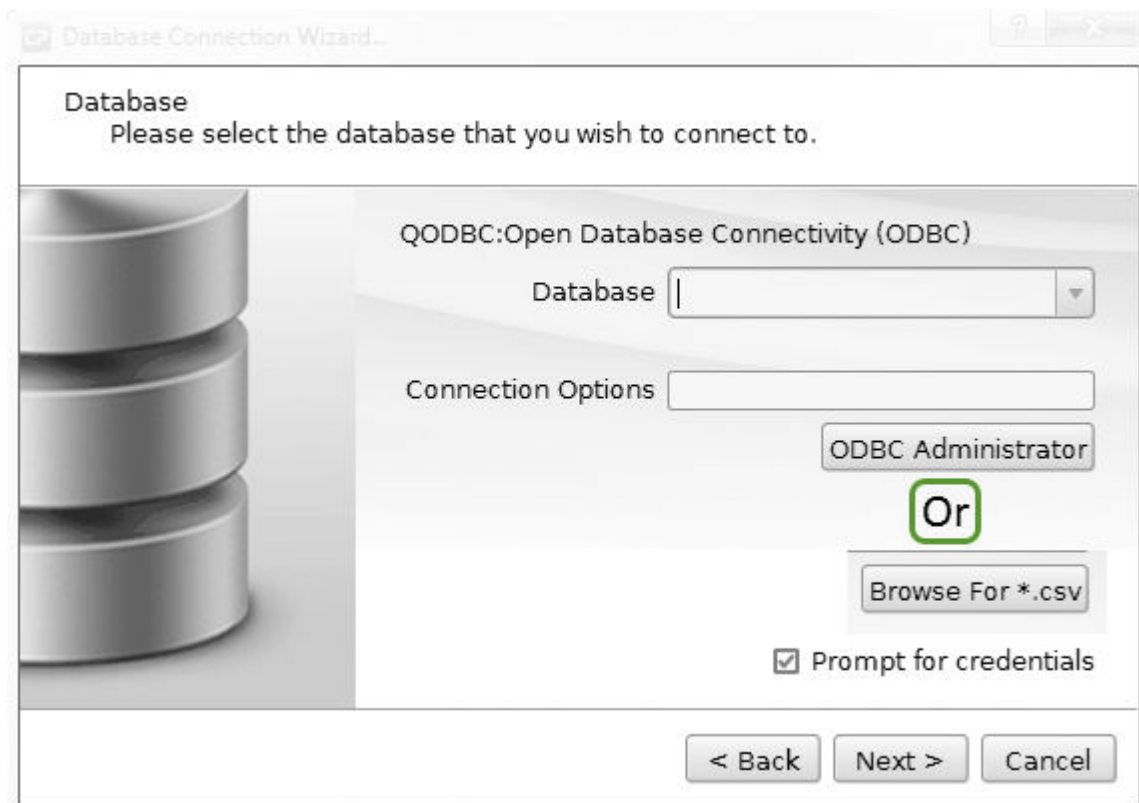 Database Connection Wizard...
Database
Please select the database that you wish to connect to.
QODBC:Open Database Connectivity (ODBC)
Database
Connection Options
ODBC Administrator
Or
Browse For *.csv
Prompt for credentials
< Back
Next >
Cancel